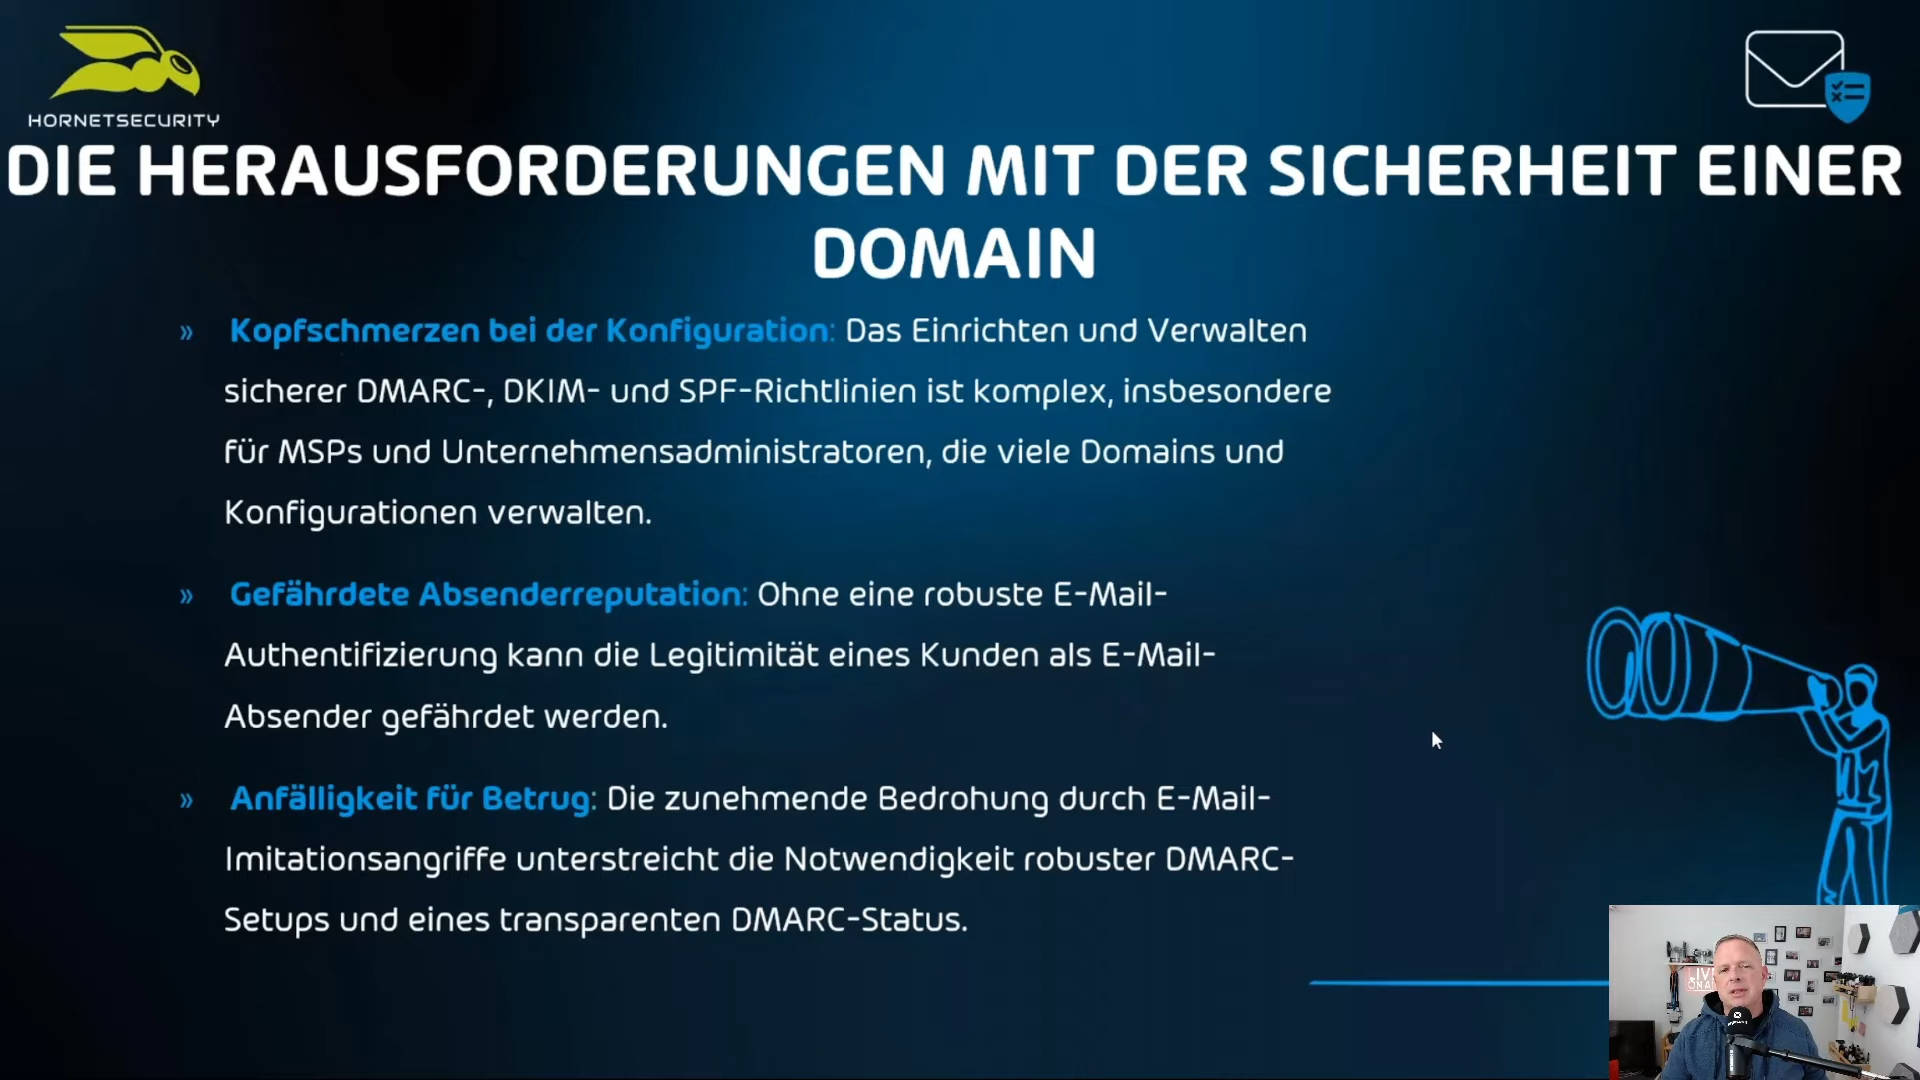 HORNETSECURITY
DIE HERAUSFORDERUNGEN MIT DER SICHERHEIT EINER
DOMAIN
» Kopfschmerzen bei der Konfiguration: Das Einrichten und Verwalten
sicherer DMARC-, DKIM- und SPF-Richtlinien ist komplex, insbesondere
für MSPs und Unternehmensadministratoren, die viele Domains und
Konfigurationen verwalten.
» Gefährdete Absenderreputation: Ohne eine robuste E-Mail-
Authentifizierung kann die Legitimität eines Kunden als E-Mail-
Absender gefährdet werden.
» Anfälligkeit für Betrug: Die zunehmende Bedrohung durch E-Mail-
Imitationsangriffe unterstreicht die Notwendigkeit robuster DMARC-
Setups und eines transparenten DMARC-Status.